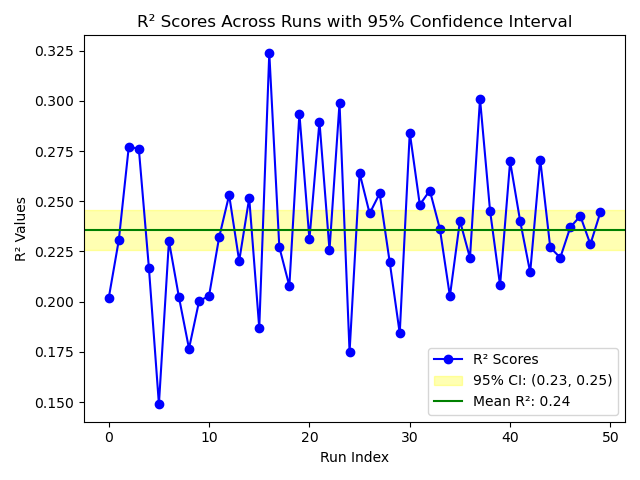 R² Scores Across Runs with 95% Confidence Interval
0.325
0.300
0.275
0.250
0.225
0.200
0.175
0.150
R² Values
R² Scores
95% CI: (0.23, 0.25)
Mean R²: 0.24
0 10 20 30 40 50
Run Index